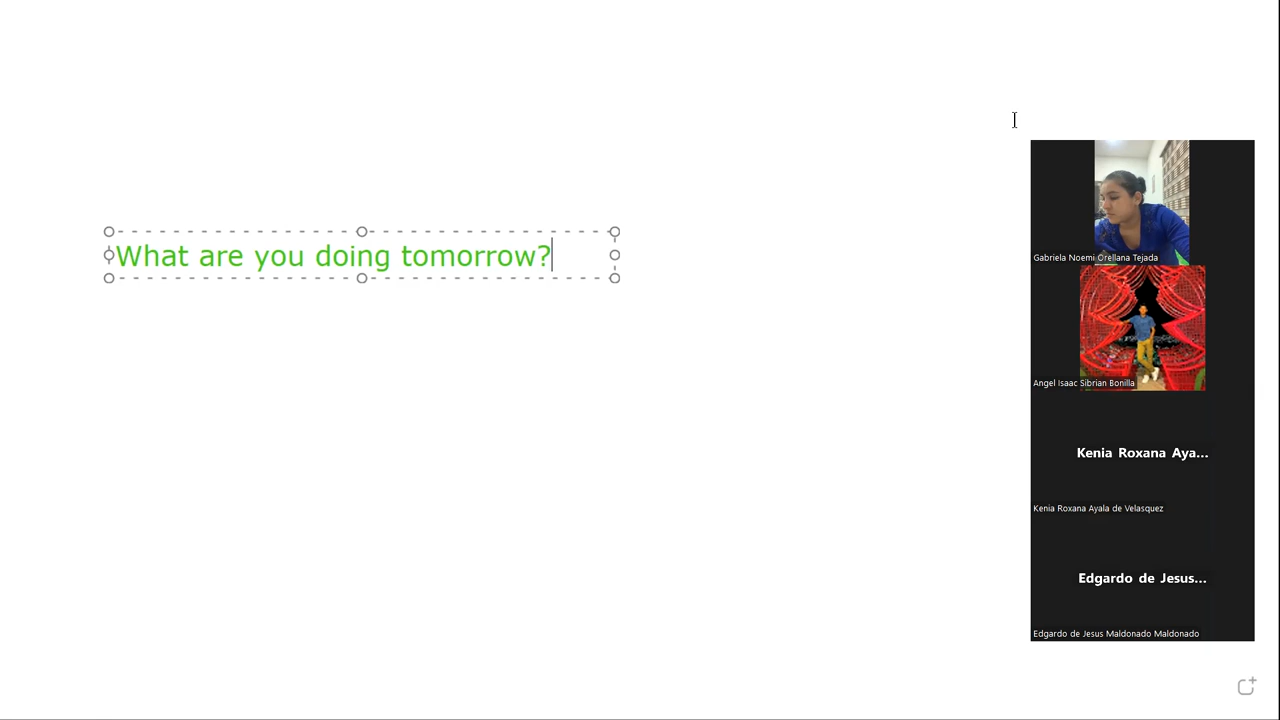 What are you doing tomorrow?
Gabriela Noemi Orellana Tejada
Angel Isaac Sibrian Bonilla
Kenia Roxana Aya...
Kenia Roxana Ayala de Velasquez
Edgardo de Jesus...
Edgardo de Jesus Maldonado Maldonado